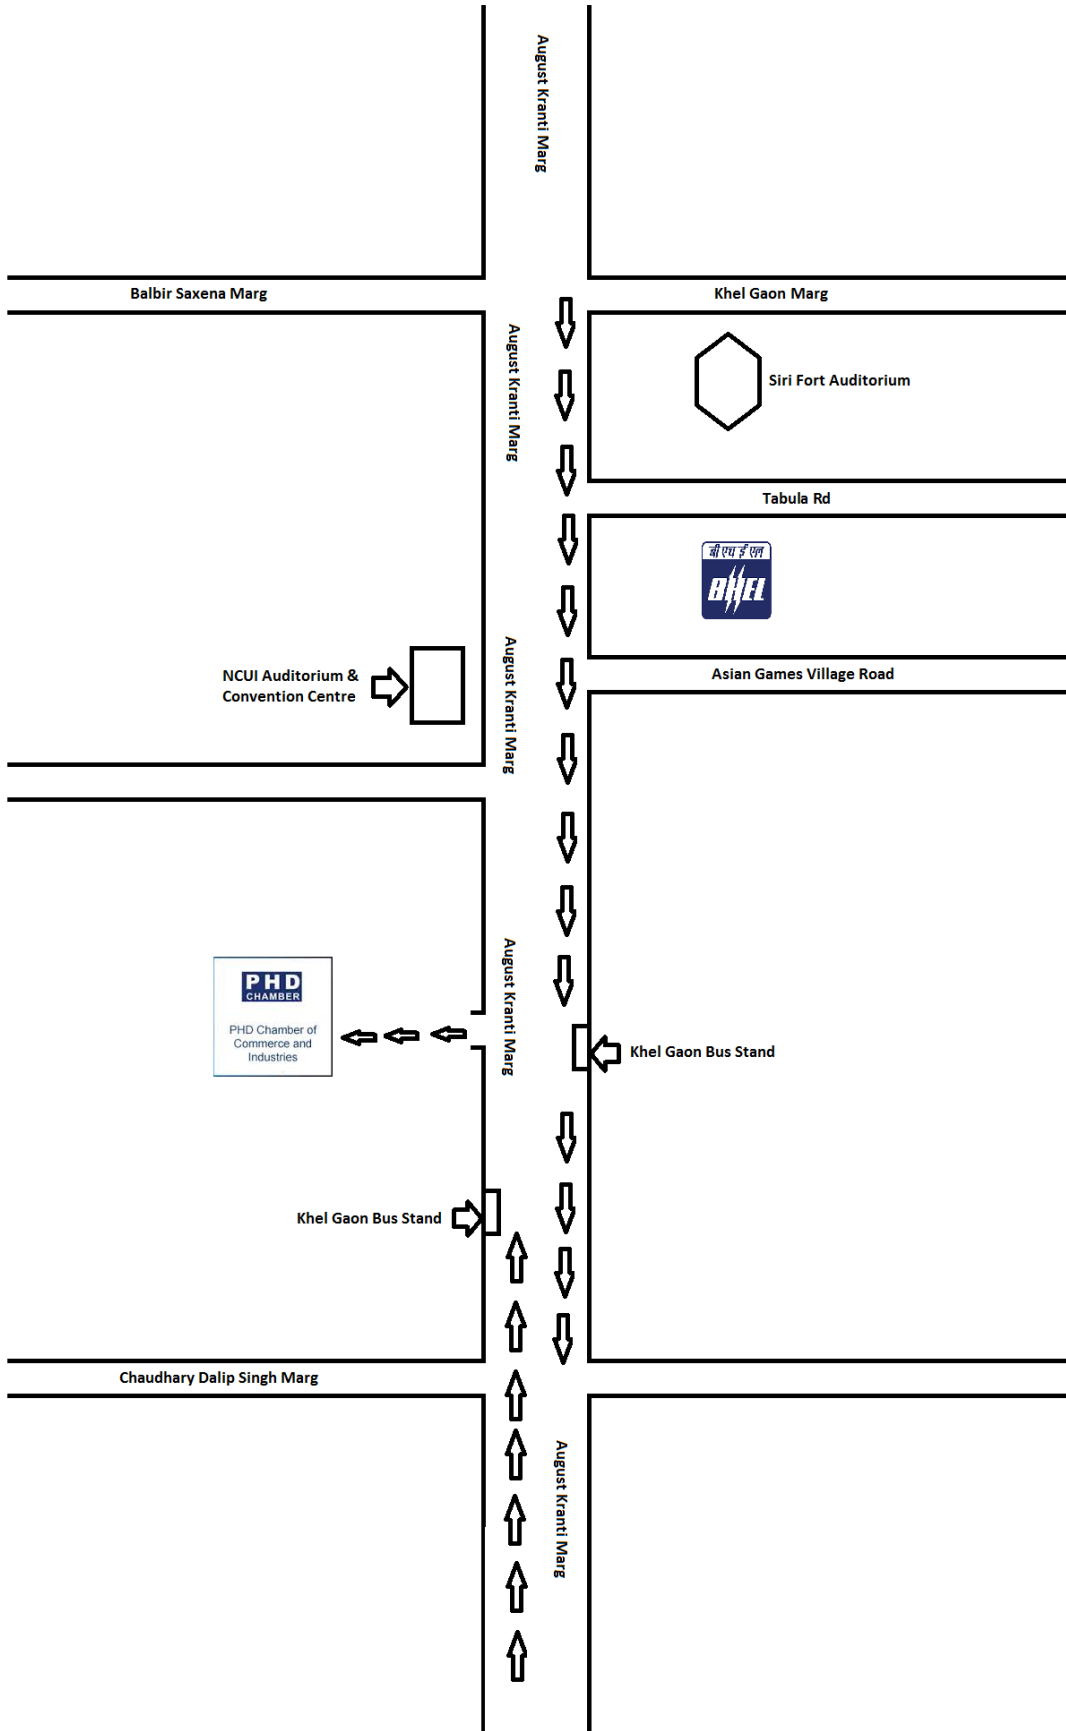 August Kranti Marg
Balbir Saxena Marg
Khel Gaon Marg
August Kranti Marg
Siri Fort Auditorium
Tabula Rd
बी एच ई एल
BHEL
August Kranti Marg
NCUI Auditorium &
Convention Centre
Asian Games Village Road
August Kranti Marg
PHD
CHAMBER
PHD Chamber of
Commerce and
Industries
Khel Gaon Bus Stand
Khel Gaon Bus Stand
Chaudhary Dalip Singh Marg
August Kranti Marg